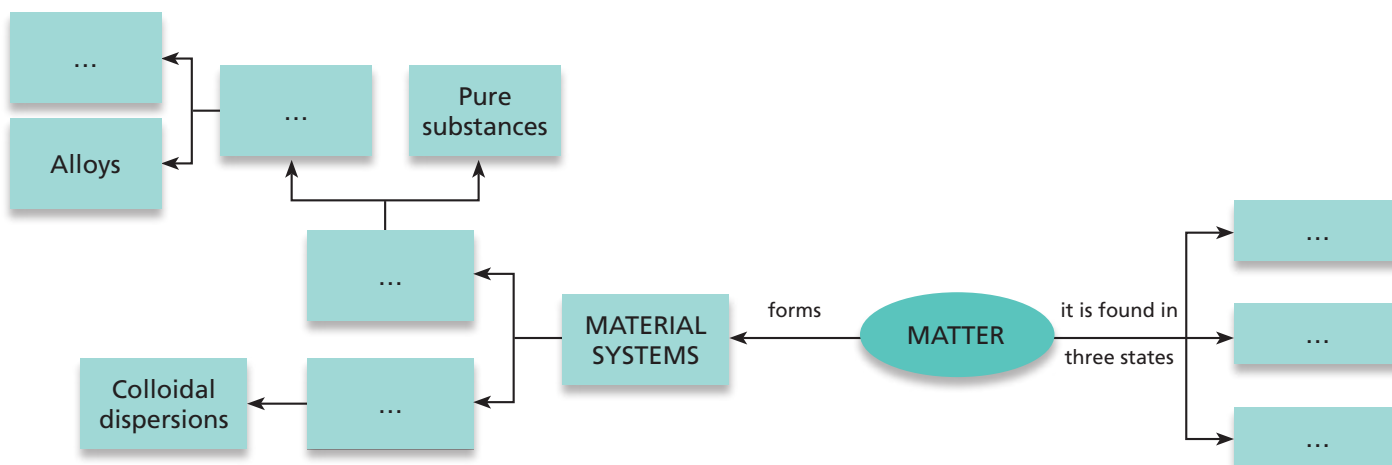 ...
Alloys
...
Pure
substances
...
...
Colloidal
dispersions
MATERIAL
SYSTEMS
forms
MATTER
it is found in
three states
...
...
...